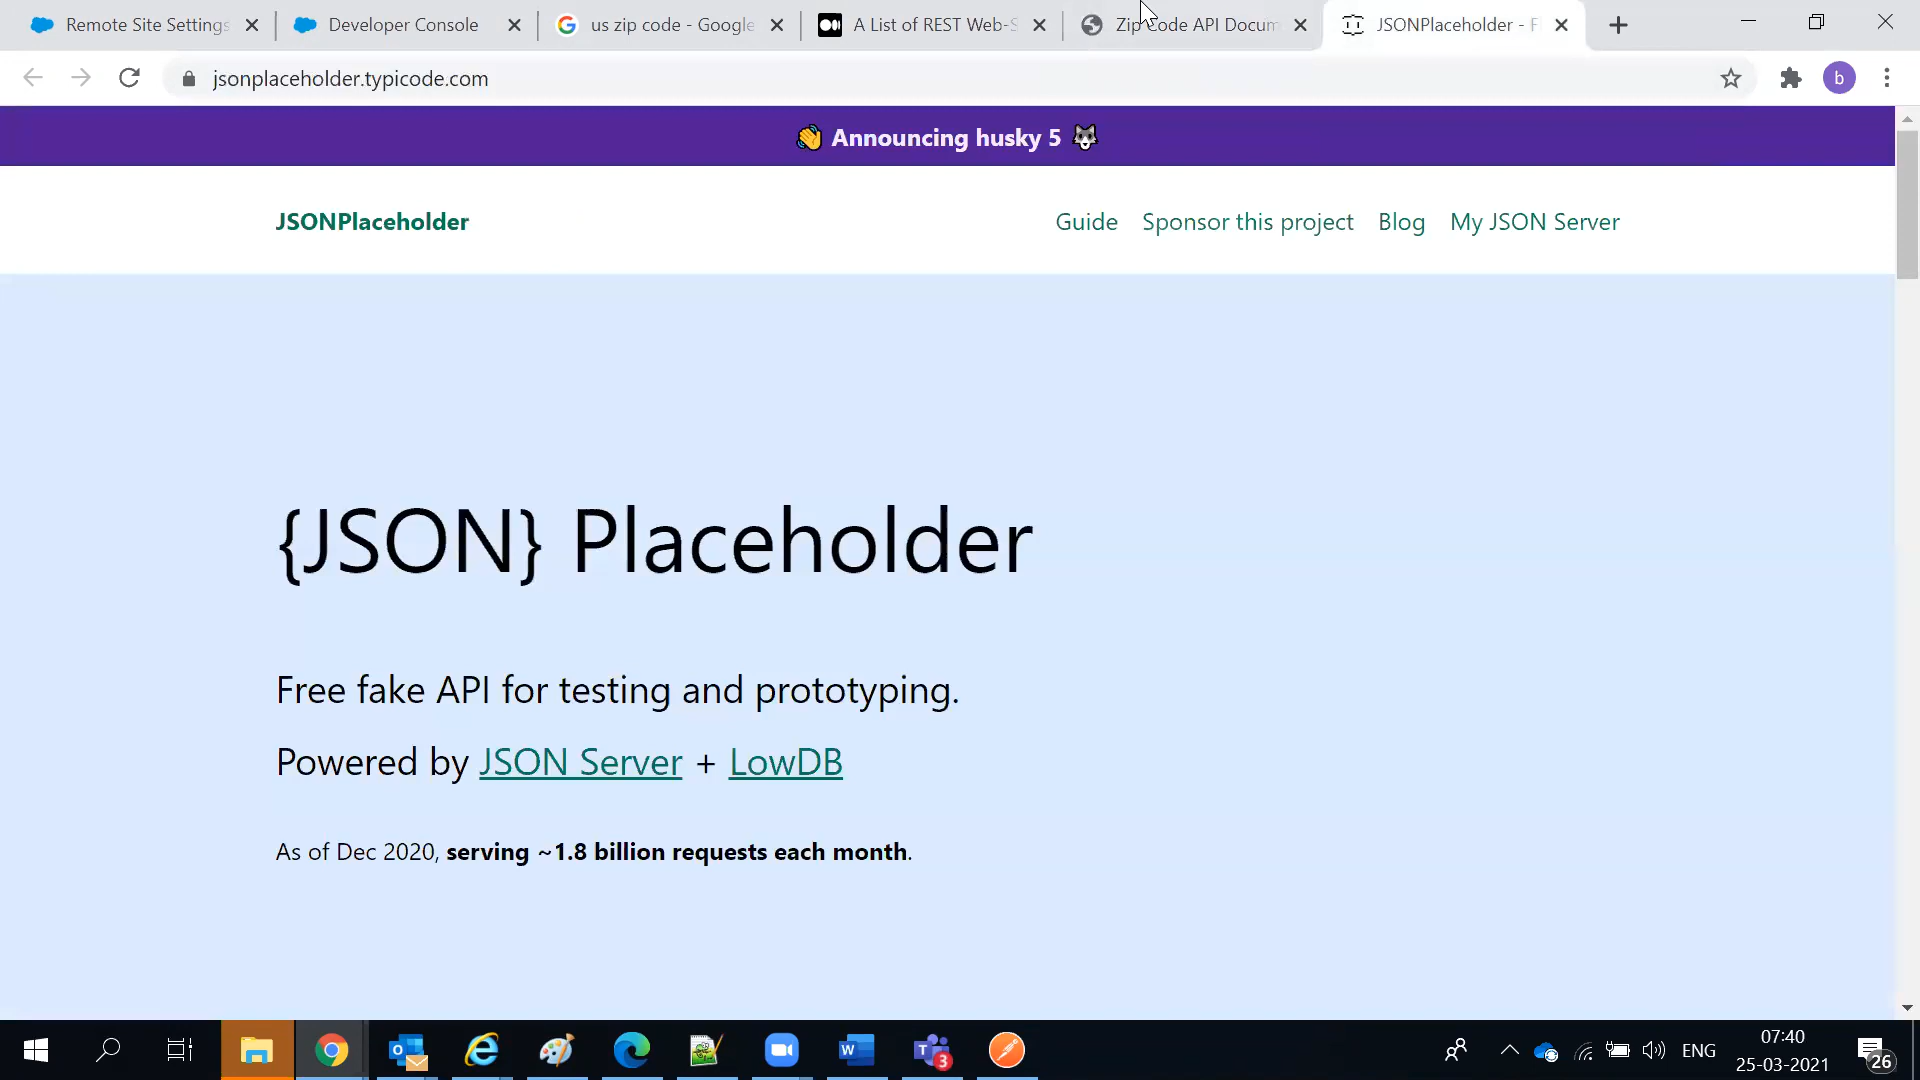 Remote Site Settings
Developer Console
us zip code - Google
A List of REST Web-S
Zip Code API Docum
JSONPlaceholder - F
jsonplaceholder.typicode.com
b
👏 Announcing husky 5 🐺
JSONPlaceholder
Guide
Sponsor this project
Blog
My JSON Server
{JSON} Placeholder
Free fake API for testing and prototyping.
Powered by JSON Server + LowDB
As of Dec 2020, serving ~1.8 billion requests each month.
3
ENG
07:40
25-03-2021
26